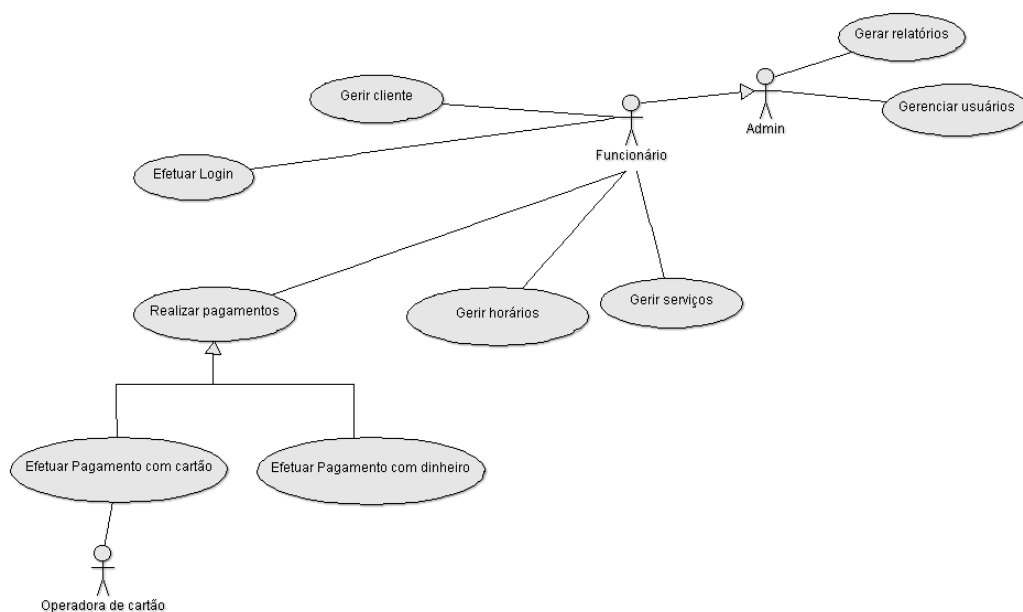 Gerar relatórios
Gerir cliente
Gerenciar usuários
Admin
Funcionário
Efetuar Login
Realizar pagamentos
Gerir horários
Gerir serviços
Efetuar Pagamento com cartão
Efetuar Pagamento com dinheiro
Operadora de cartão